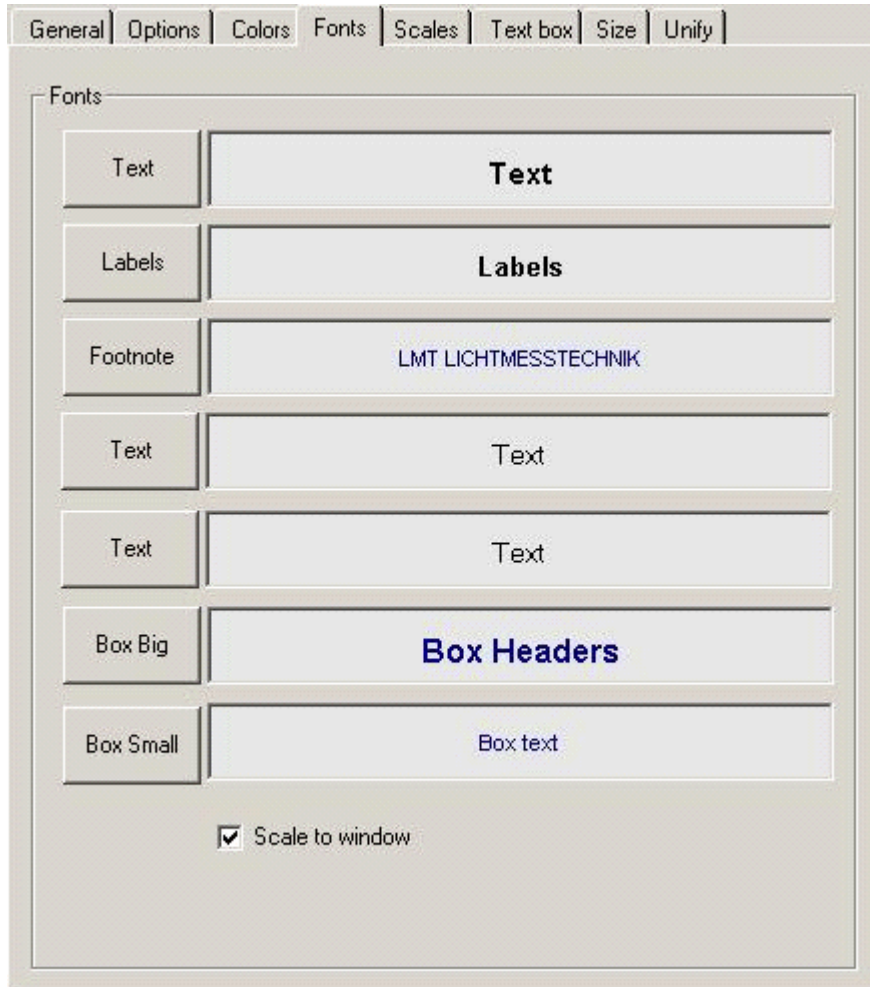 General Options Colors Fonts Scales Text box Size Unify
Fonts
Text Text
Labels Labels
Footnote LMT LICHTMESSTECHNIK
Text Text
Text Text
Box Big Box Headers
Box Small Box text
Scale to window